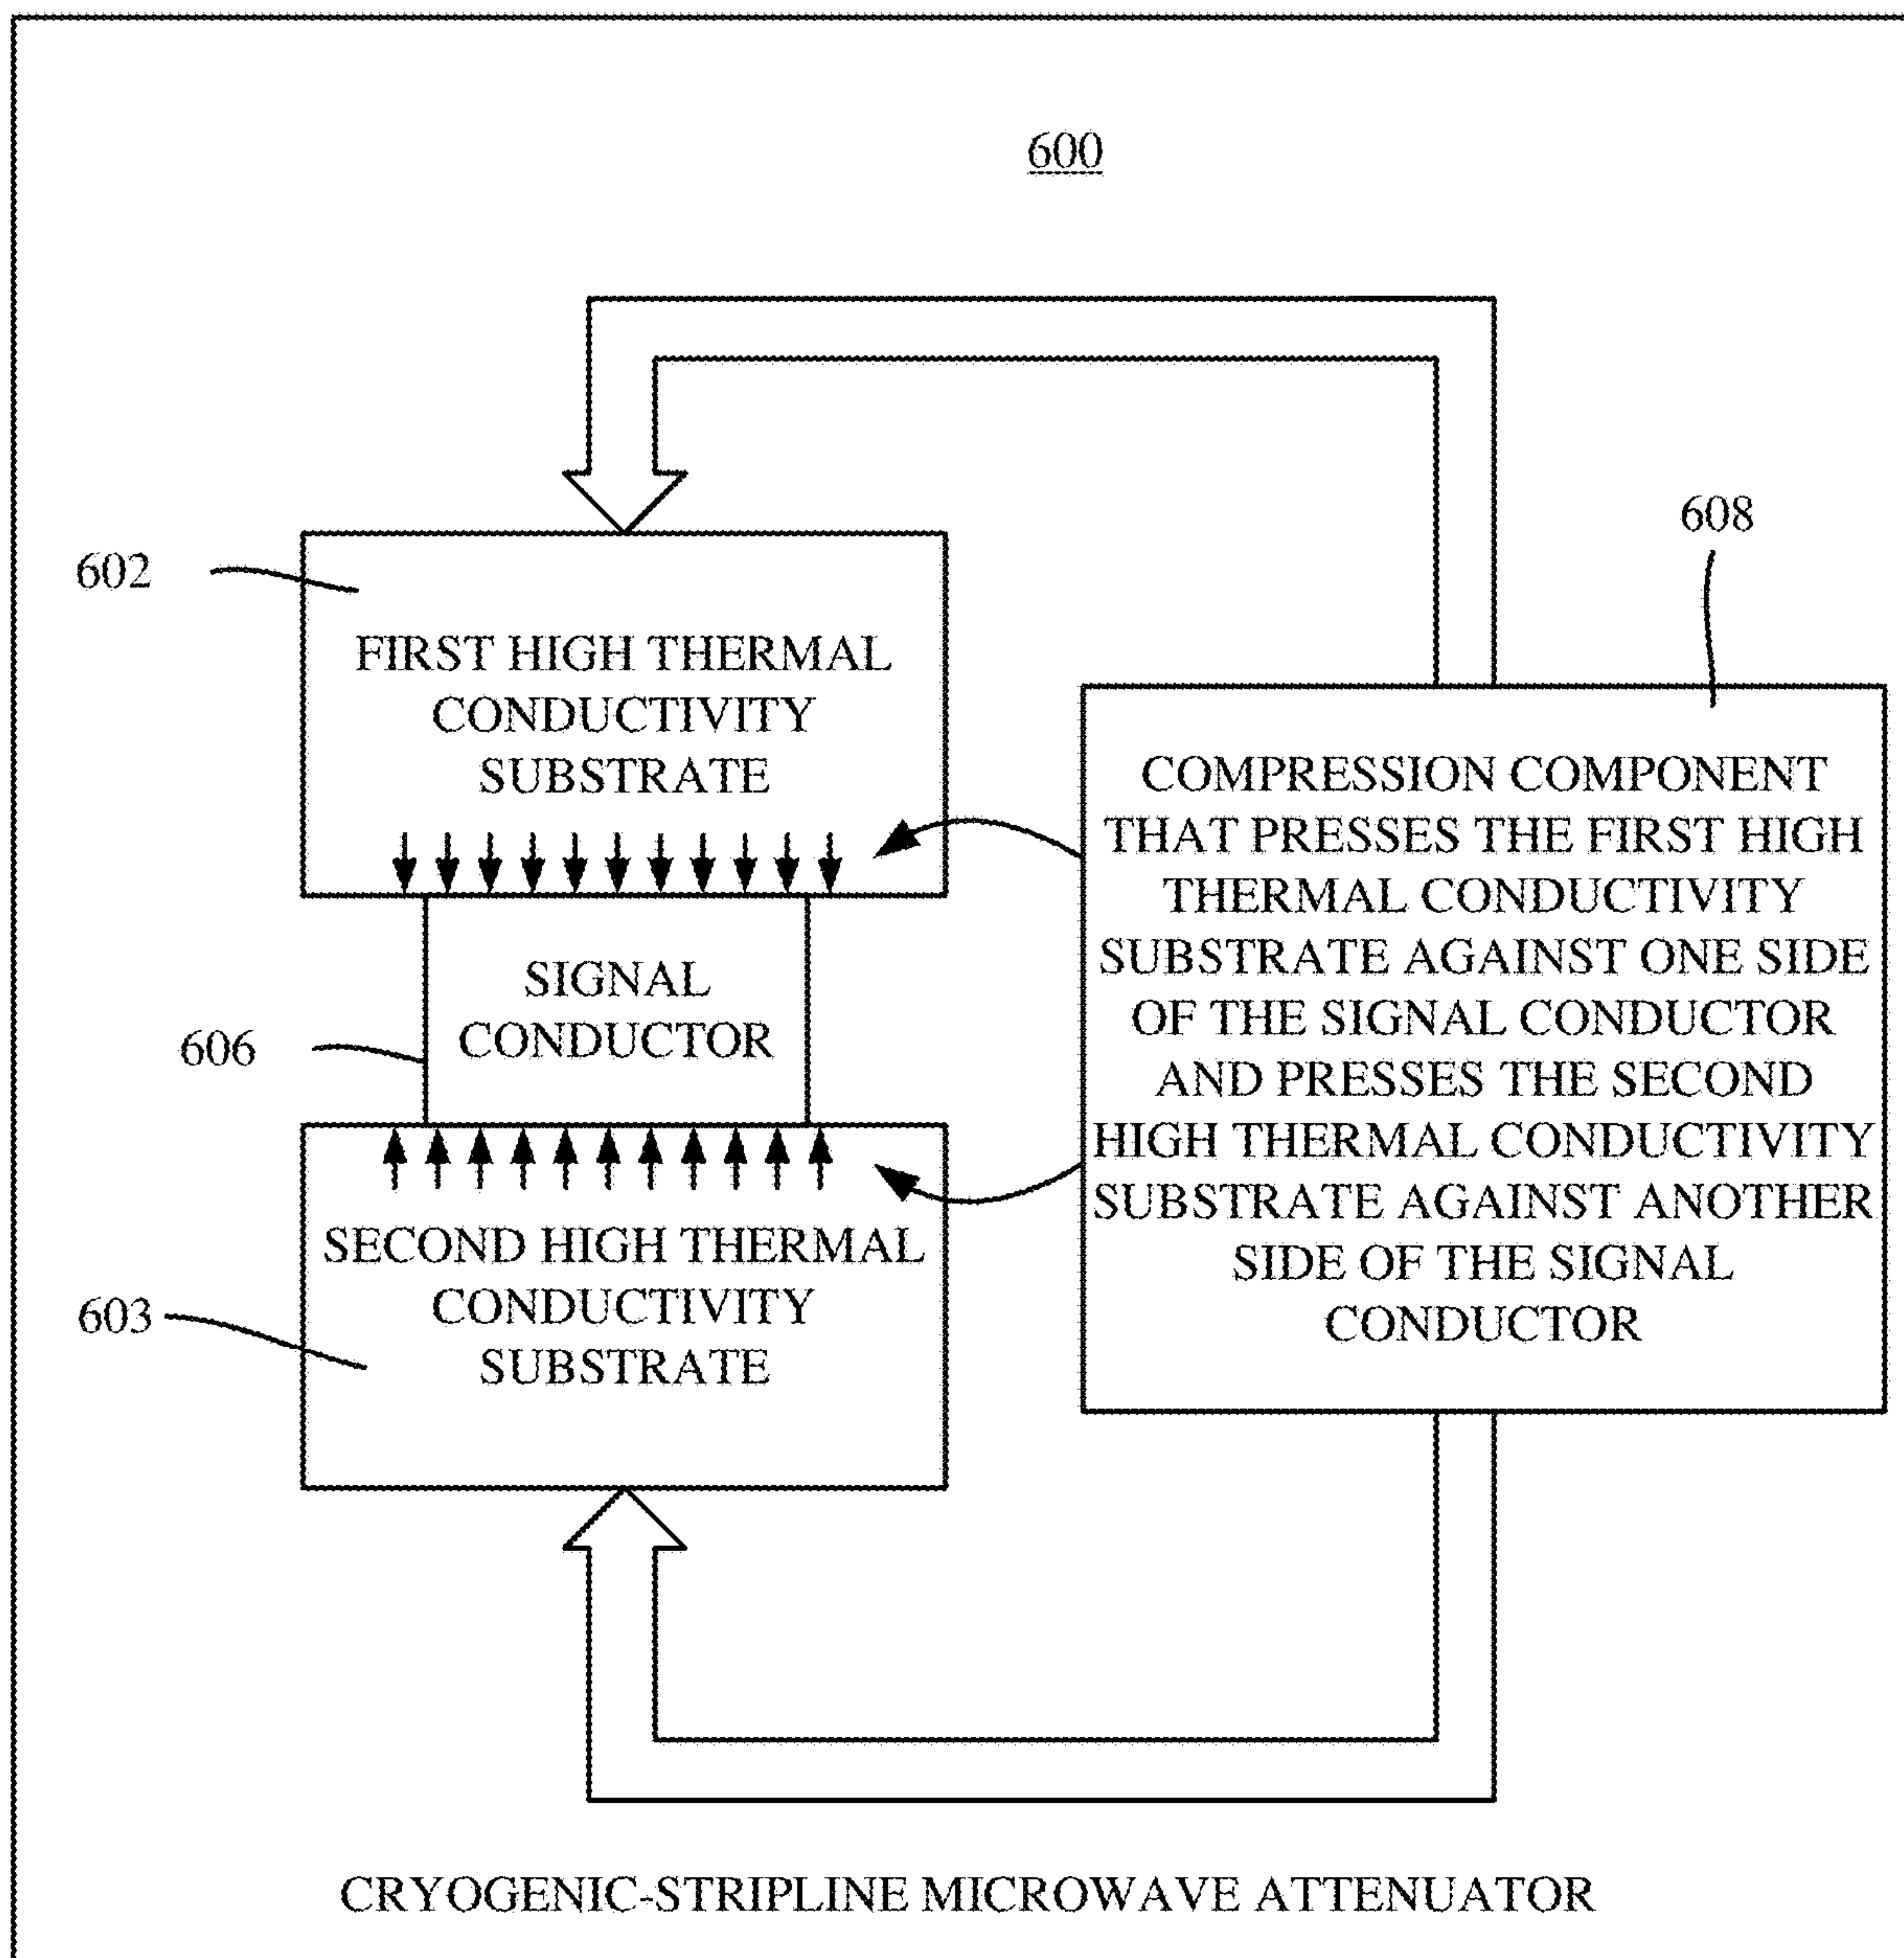 600
602
FIRST HIGH THERMAL
CONDUCTIVITY
SUBSTRATE
608
COMPRESSION COMPONENT
THAT PRESSES THE FIRST HIGH
THERMAL CONDUCTIVITY
SUBSTRATE AGAINST ONE SIDE
OF THE SIGNAL CONDUCTOR
AND PRESSES THE SECOND
HIGH THERMAL CONDUCTIVITY
SUBSTRATE AGAINST ANOTHER
SIDE OF THE SIGNAL
CONDUCTOR
SIGNAL
CONDUCTOR
606
SECOND HIGH THERMAL
CONDUCTIVITY
SUBSTRATE
603
CRYOGENIC-STRIPLINE MICROWAVE ATTENUATOR